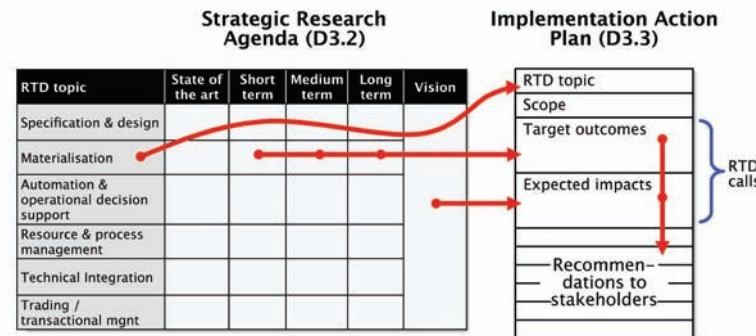 Strategic Research
Agenda (D3.2)
RTD topic
State of
the art
Short
term
Medium
term
Long
term
Vision
Specification & design
Materialisation
Automation &
operational decision
support
Resource & process
management
Technical Integration
Trading /
transactional mgnt
Implementation Action
Plan (D3.3)
RTD topic
Scope
Target outcomes
Expected impacts
Recommen-
dations to
stakeholders
RTD
calls